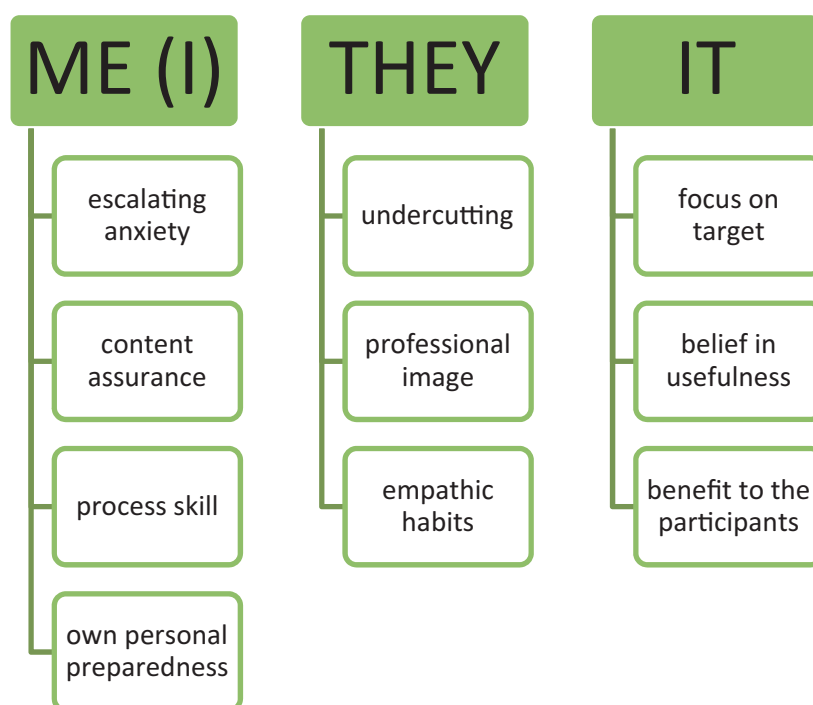 ME (I)
escalating
anxiety
content
assurance
process skill
own personal
preparedness
THEY
undercutting
professional
image
empathic
habits
IT
focus on
target
belief in
usefulness
benefit to the
participants